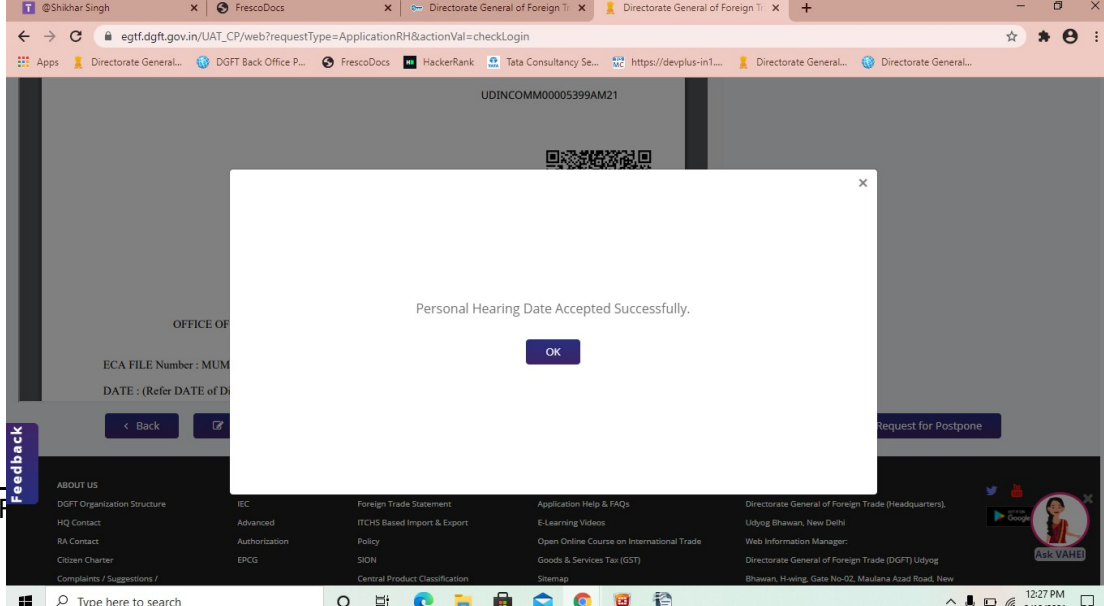 @Shikhar Singh
FrescoDocs
Directorate General of Foreign Tr
Directorate General of Foreign Tr
egtf.dgft.gov.in/UAT_CP/web?requestType=ApplicationRH&actionVal=checkLogin
Apps
Directorate General...
DGFT Back Office P...
FrescoDocs
HackerRank
Tata Consultancy Se...
https://devplus-in1....
Directorate General...
Directorate General...
UDINCOMM00005399AM21
×
Personal Hearing Date Accepted Successfully.
OK
OFFICE OF
ECA FILE Number : MUM
DATE : (Refer DATE of Di
Back
Request for Postpone
Feedback
ABOUT US
DGFT Organization Structure
IEC
Foreign Trade Statement
Application Help & FAQs
Directorate General of Foreign Trade (Headquarters),
HQ Contact
Advanced
ITCHS Based Import & Export
E-Learning Videos
Udyog Bhawan, New Delhi
RA Contact
Authorization
Policy
Open Online Course on International Trade
Web Information Manager:
Citizen Charter
EPCG
SION
Goods & Services Tax (GST)
Directorate General of Foreign Trade (DGFT) Udyog
Complaints / Suggestions /
Central Product Classification
Sitemap
Bhawan, H-wing, Gate No-02, Maulana Azad Road, New
Google
Ask VAHEI
Type here to search
12:27 PM